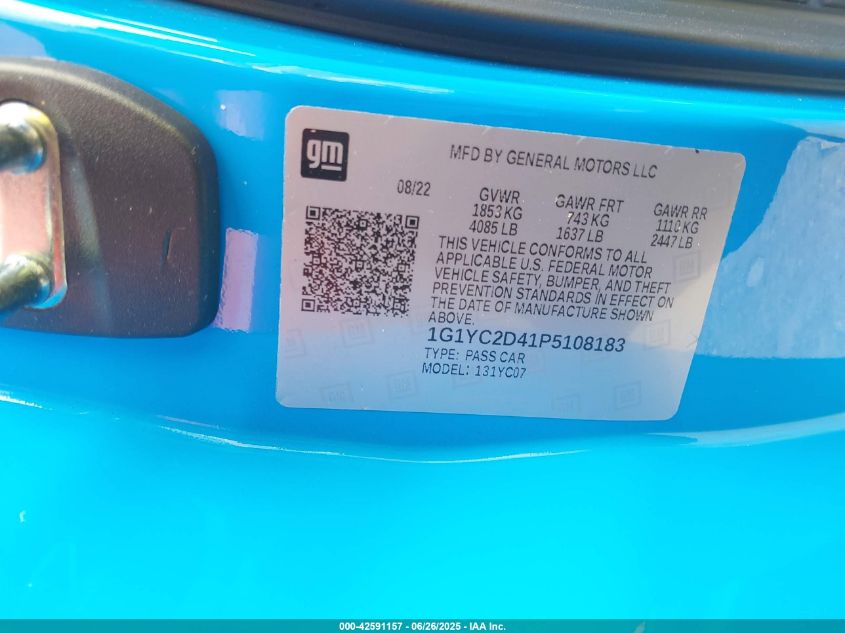 gm
MFD BY GENERAL MOTORS LLC
08/22
GVWR GAWR FRT GAWR RR
1853 KG 743 KG 1110 KG
4085 LB 1637 LB 2447 LB
THIS VEHICLE CONFORMS TO ALL
APPLICABLE U.S. FEDERAL MOTOR
VEHICLE SAFETY, BUMPER, AND THEFT
PREVENTION STANDARDS IN EFFECT ON
THE DATE OF MANUFACTURE SHOWN
ABOVE.
1G1YC2D41P5108183
TYPE: PASS CAR
MODEL: 131YC07
000-42591157 - 06/26/2025 - IAA Inc.